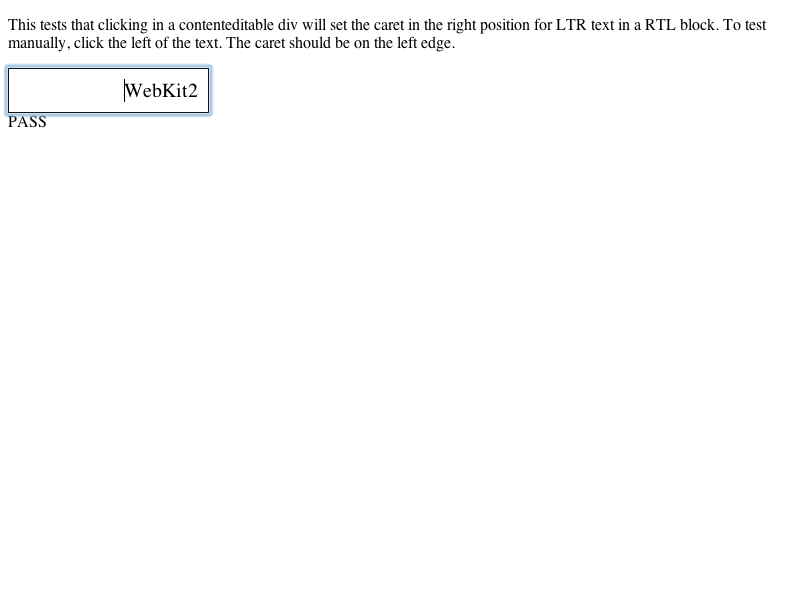 This tests that clicking in a contenteditable div will set the caret in the right position for LTR text in a RTL block. To test
manually, click the left of the text. The caret should be on the left edge.
WebKit2
PASS